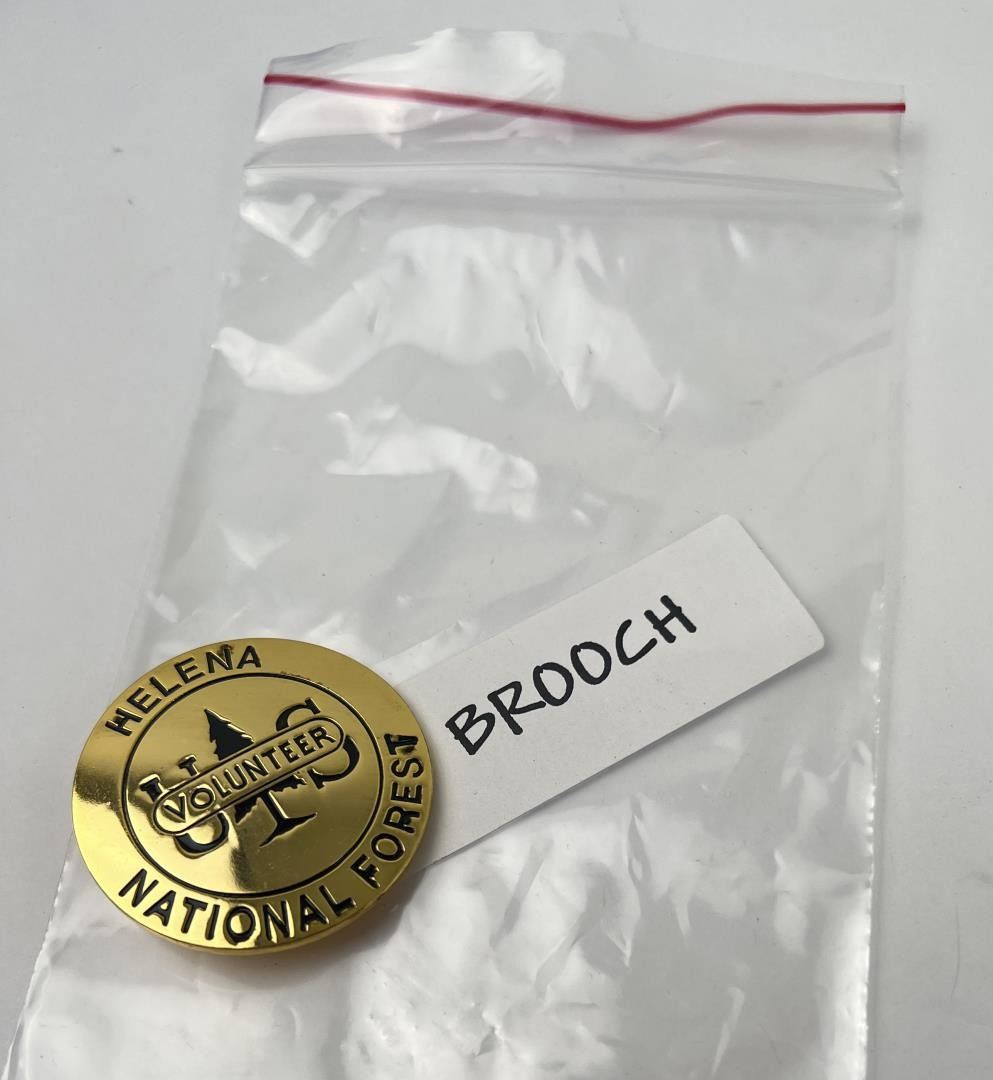 HELENA
U S
VOLUNTEER
NATIONAL FOREST
BROOCH